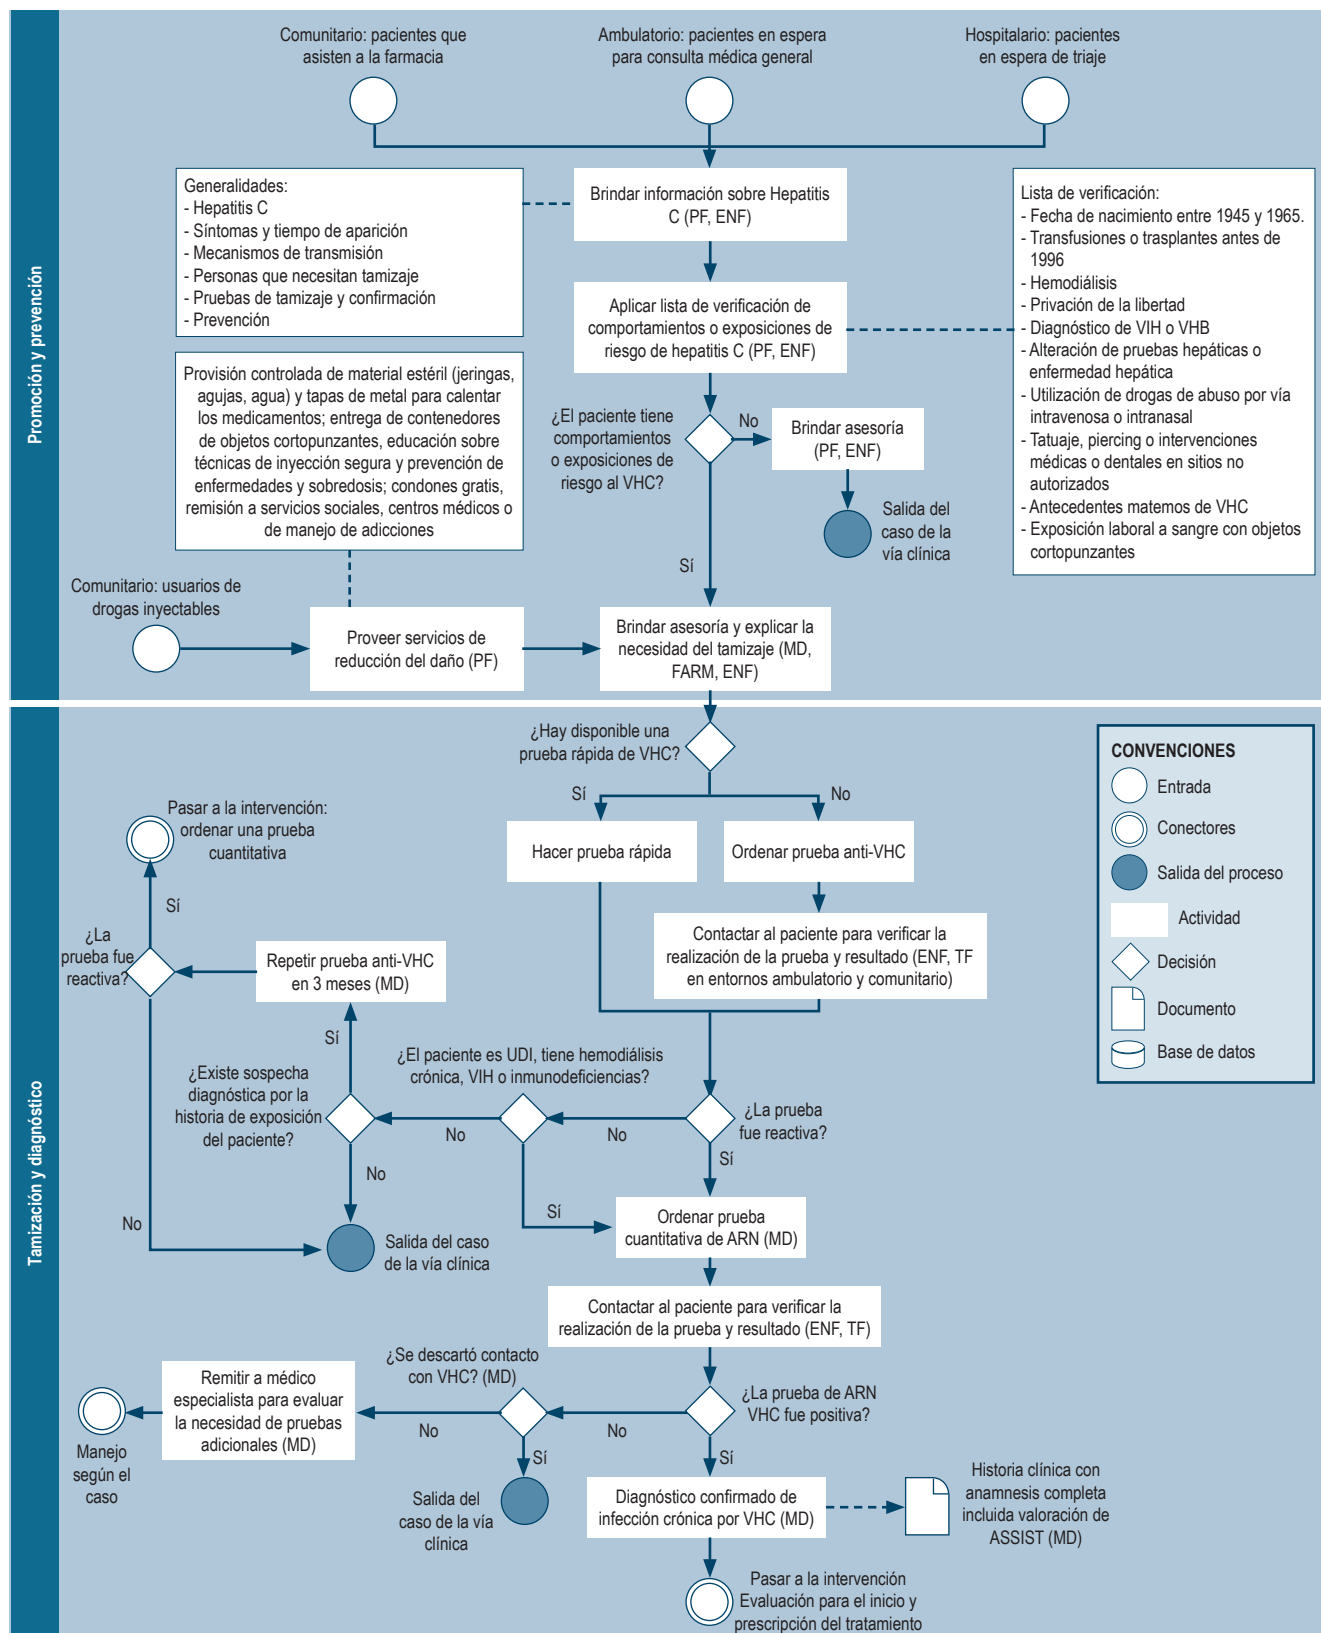 Promoción y prevención
Comunitario: pacientes que
asisten a la farmacia
Ambulatorio: pacientes en espera
para consulta médica general
Hospitalario: pacientes
en espera de triaje
Generalidades:
- Hepatitis C
- Síntomas y tiempo de aparición
- Mecanismos de transmisión
- Personas que necesitan tamizaje
- Pruebas de tamizaje y confirmación
- Prevención
Brindar información sobre Hepatitis
C (PF, ENF)
Lista de verificación:
- Fecha de nacimiento entre 1945 y 1965.
- Transfusiones o trasplantes antes de
1996
- Hemodiálisis
- Privación de la libertad
- Diagnóstico de VIH o VHB
- Alteración de pruebas hepáticas o
enfermedad hepática
- Utilización de drogas de abuso por vía
intravenosa o intranasal
- Tatuaje, piercing o intervenciones
médicas o dentales en sitios no
autorizados
- Antecedentes matemos de VHC
- Exposición laboral a sangre con objetos
cortopunzantes
Aplicar lista de verificación de
comportamientos o exposiciones de
riesgo de hepatitis C (PF, ENF)
Provisión controlada de material estéril (jeringas,
agujas, agua) y tapas de metal para calentar
los medicamentos; entrega de contenedores
de objetos cortopunzantes, educación sobre
técnicas de inyección segura y prevención de
enfermedades y sobredosis; condones gratis,
remisión a servicios sociales, centros médicos o
de manejo de adicciones
¿El paciente tiene
comportamientos
o exposiciones de
riesgo al VHC?
No
Brindar asesoría
(PF, ENF)
Salida del
caso de la
vía clínica
Sí
Comunitario: usuarios de
drogas inyectables
Proveer servicios de
reducción del daño (PF)
Brindar asesoría y explicar la
necesidad del tamizaje (MD,
FARM, ENF)
Tamización y diagnóstico
¿Hay disponible una
prueba rápida de VHC?
Sí
No
Hacer prueba rápida
Ordenar prueba anti-VHC
Contactar al paciente para verificar la
realización de la prueba y resultado (ENF, TF
en entornos ambulatorio y comunitario)
CONVENCIONES
Entrada
Conectores
Salida del proceso
Actividad
Decisión
Documento
Base de datos
Pasar a la intervención:
ordenar una prueba
cuantitativa
Sí
¿La
prueba fue
reactiva?
Repetir prueba anti-VHC
en 3 meses (MD)
Sí
¿El paciente es UDI, tiene hemodiálisis
crónica, VIH o inmunodeficiencias?
¿Existe sospecha
diagnóstica por la
historia de exposición
del paciente?
¿La prueba
fue reactiva?
No
No
Sí
No
Sí
No
Salida del caso
de la vía clínica
Ordenar prueba
cuantitativa de ARN (MD)
Contactar al paciente para verificar la
realización de la prueba y resultado (ENF, TF)
¿Se descartó contacto
con VHC? (MD)
Remitir a médico
especialista para evaluar
la necesidad de pruebas
adicionales (MD)
¿La prueba de ARN
VHC fue positiva?
No
No
Manejo
según el
caso
Sí
Sí
Salida del
caso de la vía
clínica
Diagnóstico confirmado de
infección crónica por VHC (MD)
Historia clínica con
anamnesis completa
incluida valoración de
ASSIST (MD)
Pasar a la intervención
Evaluación para el inicio y
prescripción del tratamiento